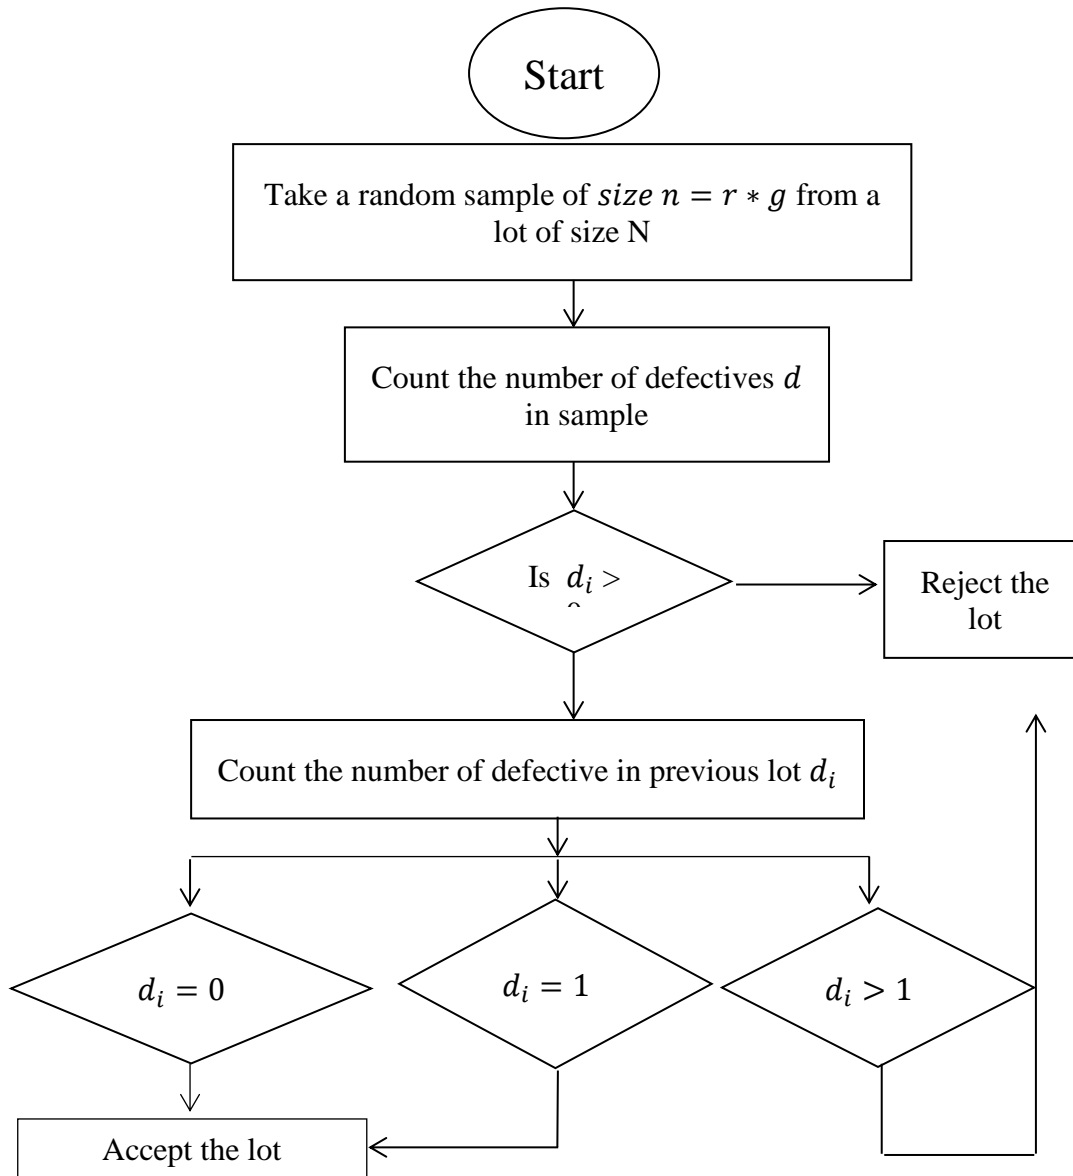 Start
Take a random sample of size n = r * g from a
lot of size N
Count the number of defectives d
in sample
Is d_i >
Reject the
lot
Count the number of defective in previous lot d_i
d_i = 0
d_i = 1
d_i > 1
Accept the lot